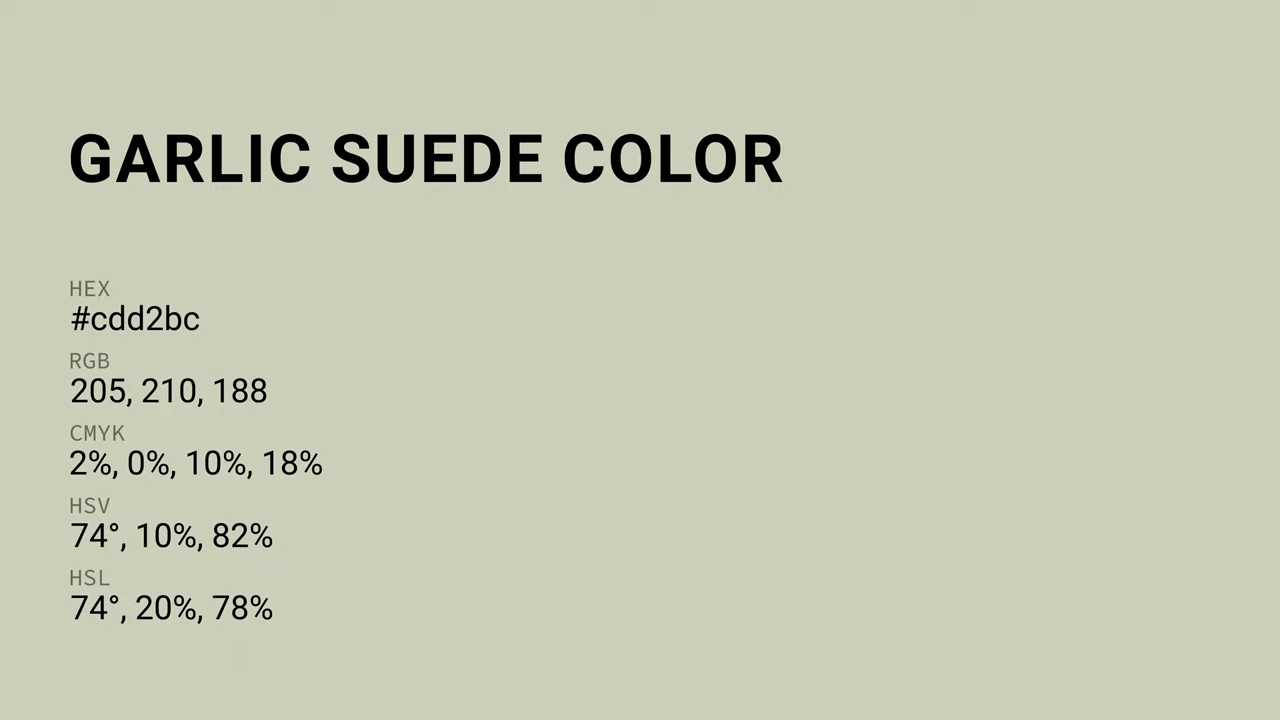 GARLIC SUEDE COLOR
HEX
#cdd2bc
RGB
205, 210, 188
CMYK
2%, 0%, 10%, 18%
HSV
74°, 10%, 82%
HSL
74°, 20%, 78%